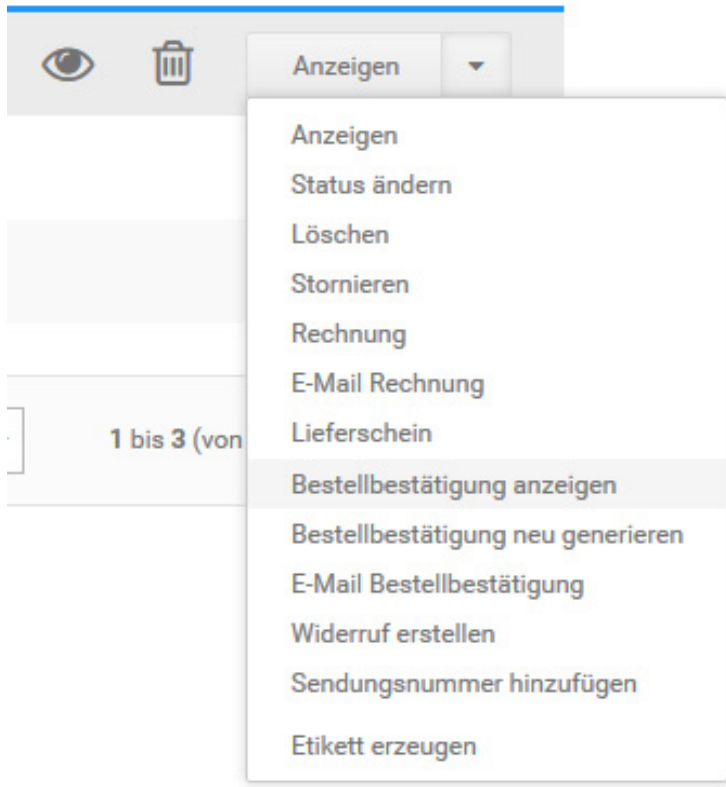 Anzeigen
Anzeigen
Status ändern
Löschen
Stornieren
Rechnung
E-Mail Rechnung
1 bis 3 (von
Lieferschein
Bestellbestätigung anzeigen
Bestellbestätigung neu generieren
E-Mail Bestellbestätigung
Widerruf erstellen
Sendungsnummer hinzufügen
Etikett erzeugen